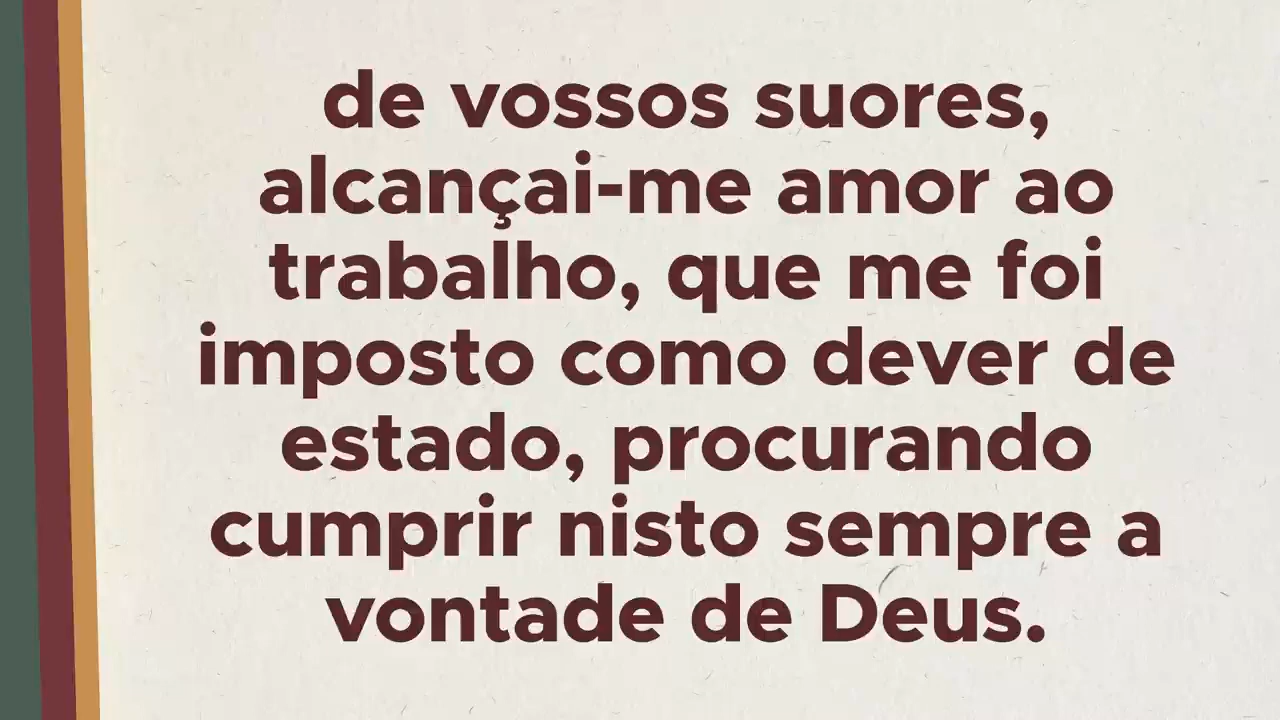 de vossos suores,
alcançai-me amor ao
trabalho, que me foi
imposto como dever de
estado, procurando
cumprir nisto sempre a
vontade de Deus.